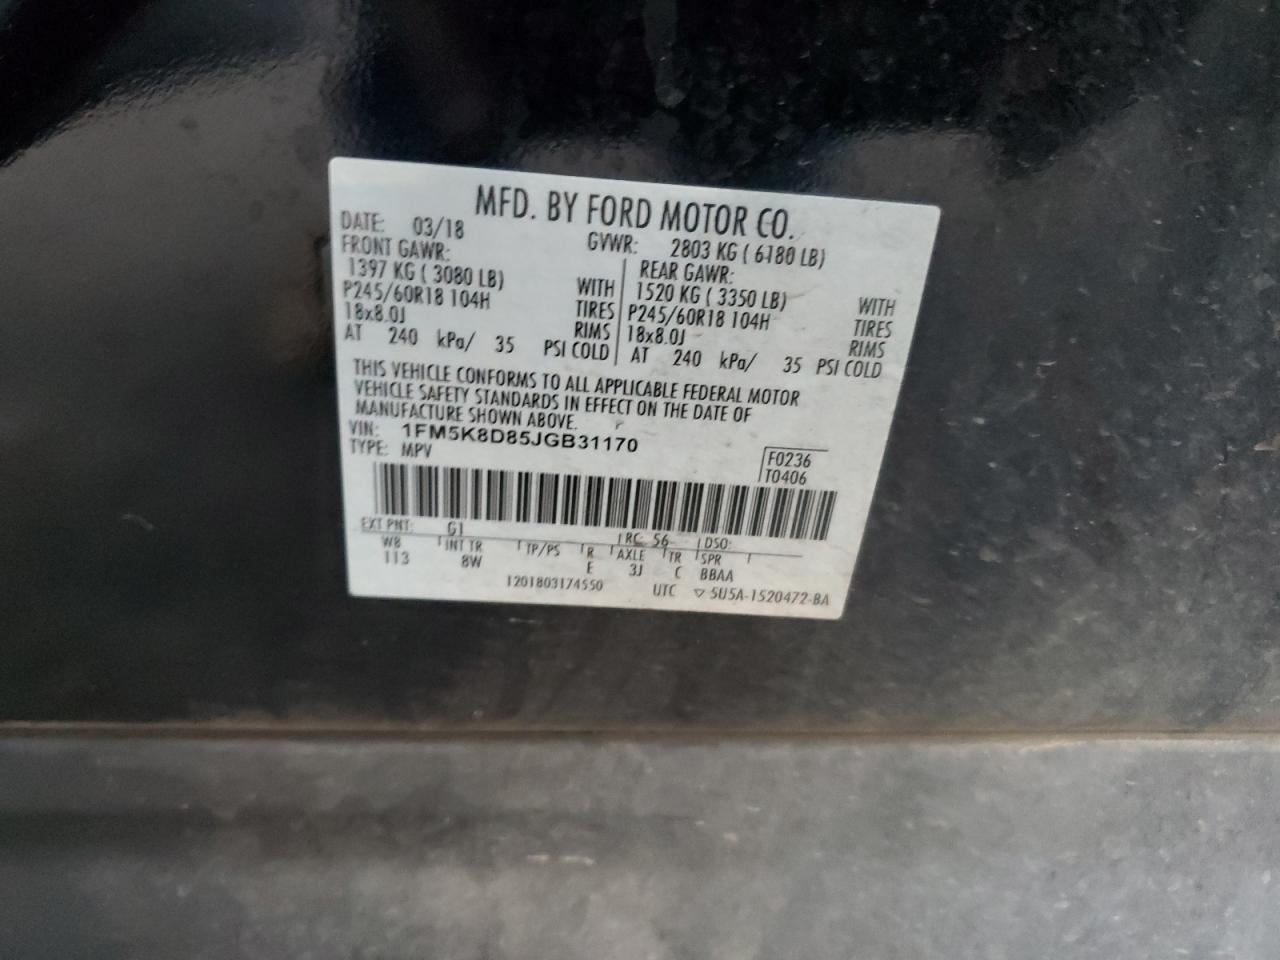 MFD. BY FORD MOTOR CO.
DATE: 03/18 GVWR: 2803 KG ( 6180 LB)
FRONT GAWR: REAR GAWR:
1397 KG ( 3080 LB) WITH 1520 KG ( 3350 LB) WITH
P245/60R18 104H TIRES P245/60R18 104H TIRES
18x8.0J RIMS 18x8.0J RIMS
AT 240 kPa/ 35 PSI COLD AT 240 kPa/ 35 PSI COLD
THIS VEHICLE CONFORMS TO ALL APPLICABLE FEDERAL MOTOR
VEHICLE SAFETY STANDARDS IN EFFECT ON THE DATE OF
MANUFACTURE SHOWN ABOVE.
VIN: 1FM5K8D85JGB31170
TYPE: MPV
F0236
T0406
EXT PNT: G1 RC: 56 DSO:
WB INT TR TP/PS R AXLE TR SPR
113 8W E 3J C BBAA
1201803174550 UTC ▽ 5U5A-1520472-BA